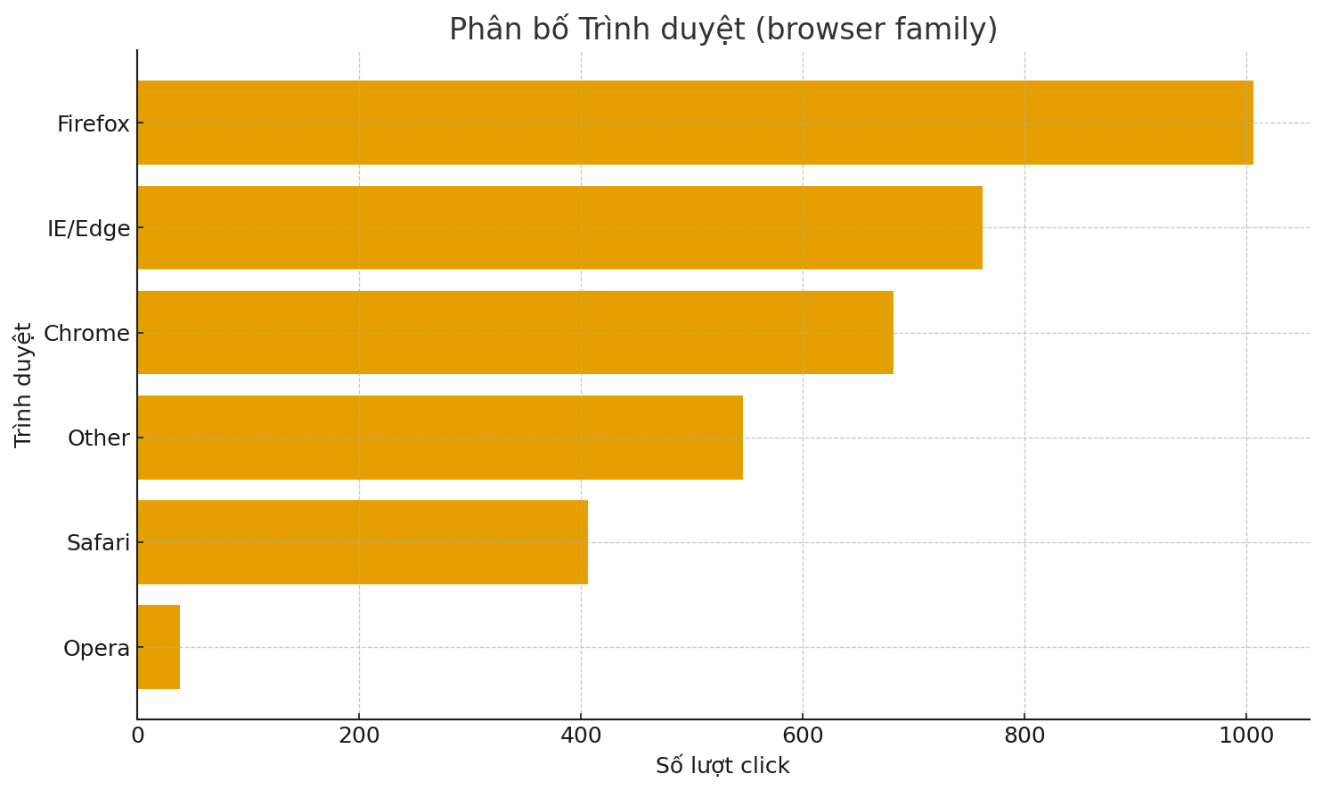 Phân bố Trình duyệt (browser family)
Trình duyệt
Firefox
IE/Edge
Chrome
Other
Safari
Opera
0 200 400 600 800 1000
Số lượt click